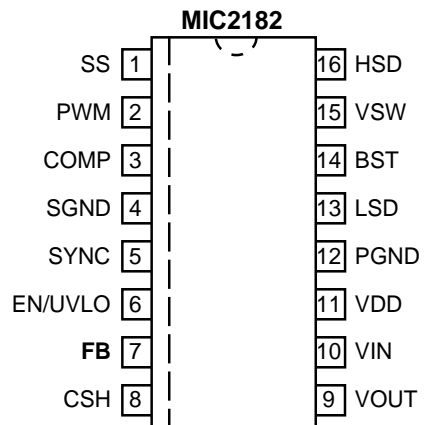 MIC2182
SS 1 16 HSD
PWM 2 15 VSW
COMP 3 14 BST
SGND 4 13 LSD
SYNC 5 12 PGND
EN/UVLO 6 11 VDD
FB 7 10 VIN
CSH 8 9 VOUT